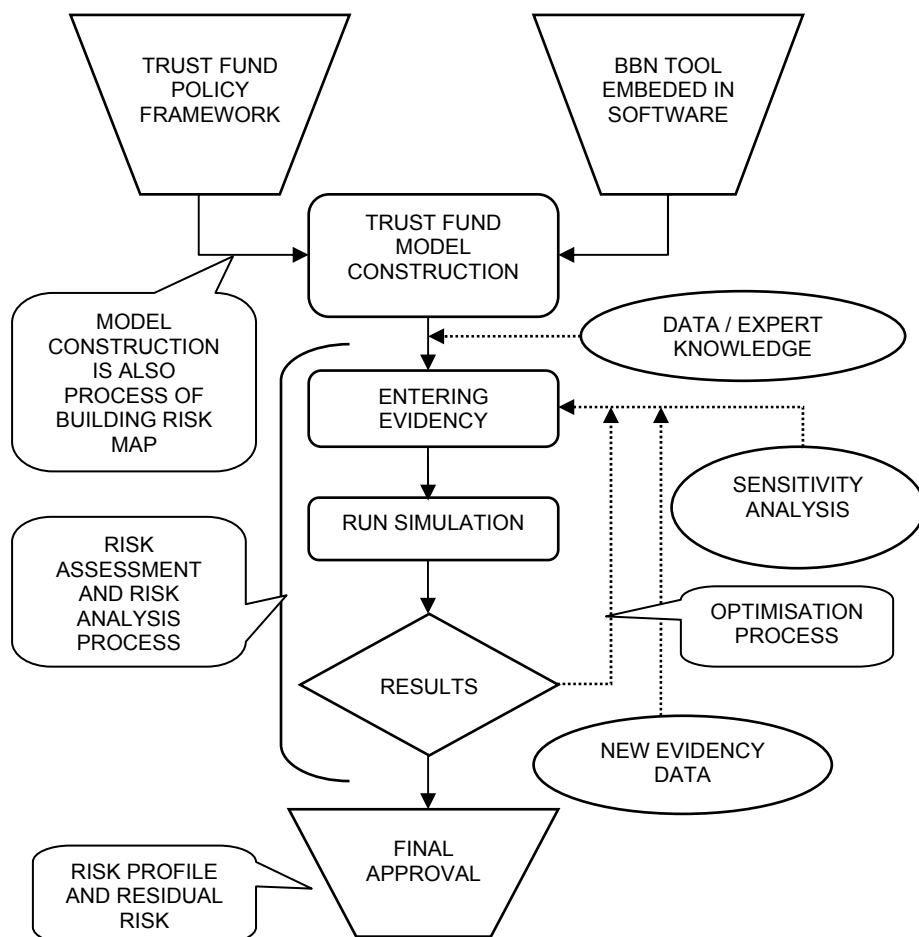 TRUST FUND
POLICY
FRAMEWORK
BBN TOOL
EMBEDED IN
SOFTWARE
TRUST FUND
MODEL
CONSTRUCTION
MODEL
CONSTRUCTION
IS ALSO
PROCESS OF
BUILDING RISK
MAP
DATA / EXPERT
KNOWLEDGE
ENTERING
EVIDENCY
SENSITIVITY
ANALYSIS
RUN SIMULATION
RISK
ASSESSMENT
AND RISK
ANALYSIS
PROCESS
OPTIMISATION
PROCESS
RESULTS
NEW EVIDENCY
DATA
FINAL
APPROVAL
RISK PROFILE
AND RESIDUAL
RISK